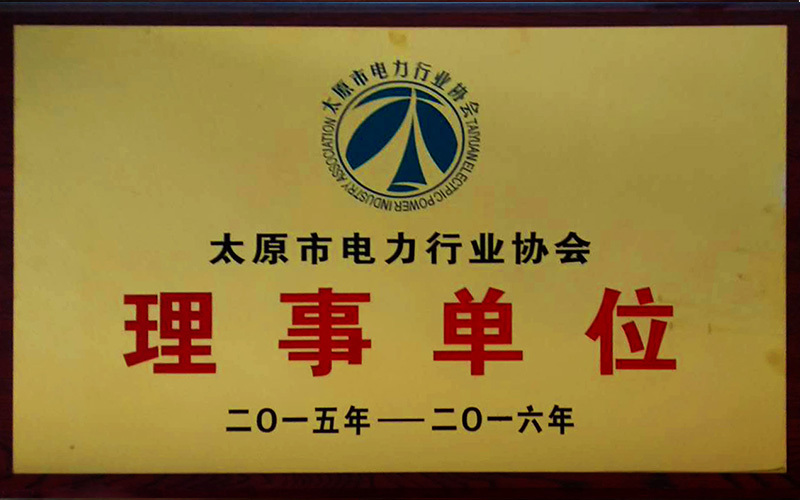 太原市电力行业协会
TAIYUAN ELECTPIC POWER INDUSTRY ASSOCIATION
太原市电力行业协会
理事单位
二〇一五年——二〇一六年